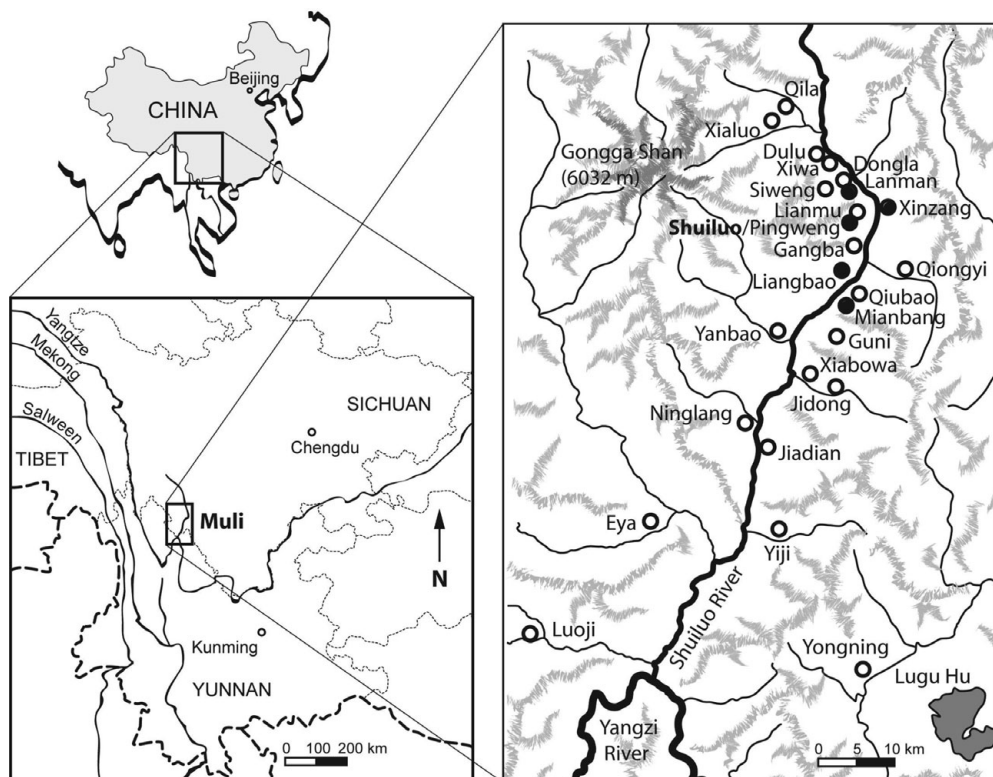 Beijing
CHINA
Yangtze
Mekong
Salween
TIBET
SICHUAN
Chengdu
Muli
N
Kunming
YUNNAN
0 100 200 km
Qila
Xialuo
Gongga Shan
(6032 m)
Dulu
Xiwa
Dongla
Siweng
Lanman
Lianmu
Xinzang
Shuiluo/Pingweng
Gangba
Qiongyi
Liangbao
Qiubao
Mianbang
Yanbao
Guni
Xiabowa
Jidong
Ninglang
Jiadian
Eya
Yiji
Shuiluo River
Luoji
Yongning
Lugu Hu
Yangzi
River
0 5 10 km